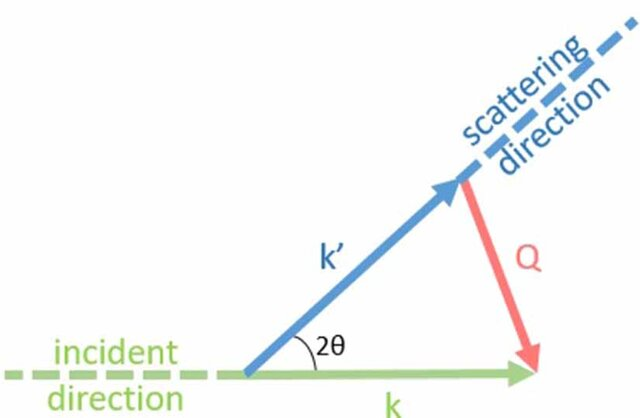 scattering
direction
k’
Q
2θ
incident
direction
k